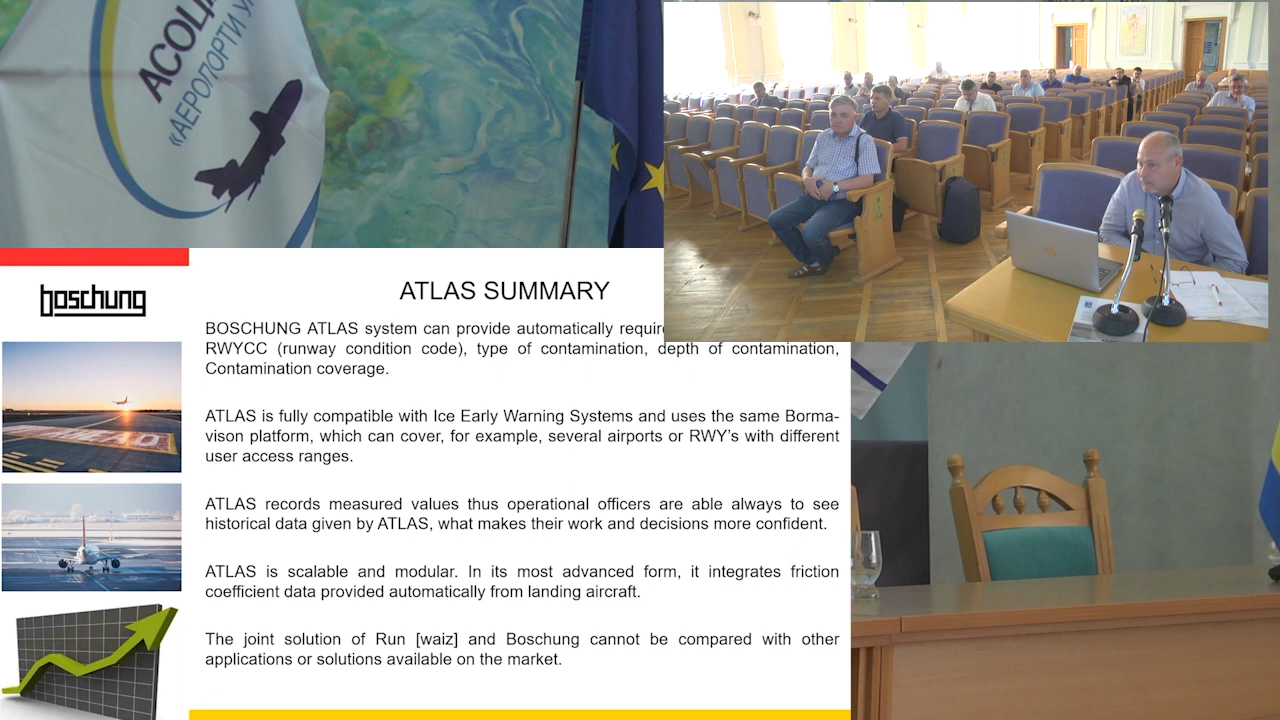 АСОЦІ
«АЕРОПОРТИ УК
boschung
ATLAS SUMMARY
BOSCHUNG ATLAS system can provide automatically
RWYCC (runway condition code), type of contamination, depth of contamination,
Contamination coverage.
ATLAS is fully compatible with Ice Early Warning Systems and uses the same Borma-
vison platform, which can cover, for example, several airports or RWY's with different
user access ranges.
ATLAS records measured values thus operational officers are able always to see
historical data given by ATLAS, what makes their work and decisions more confident.
ATLAS is scalable and modular. In its most advanced form, it integrates friction
coefficient data provided automatically from landing aircraft.
The joint solution of Run [waiz] and Boschung cannot be compared with other
applications or solutions available on the market.